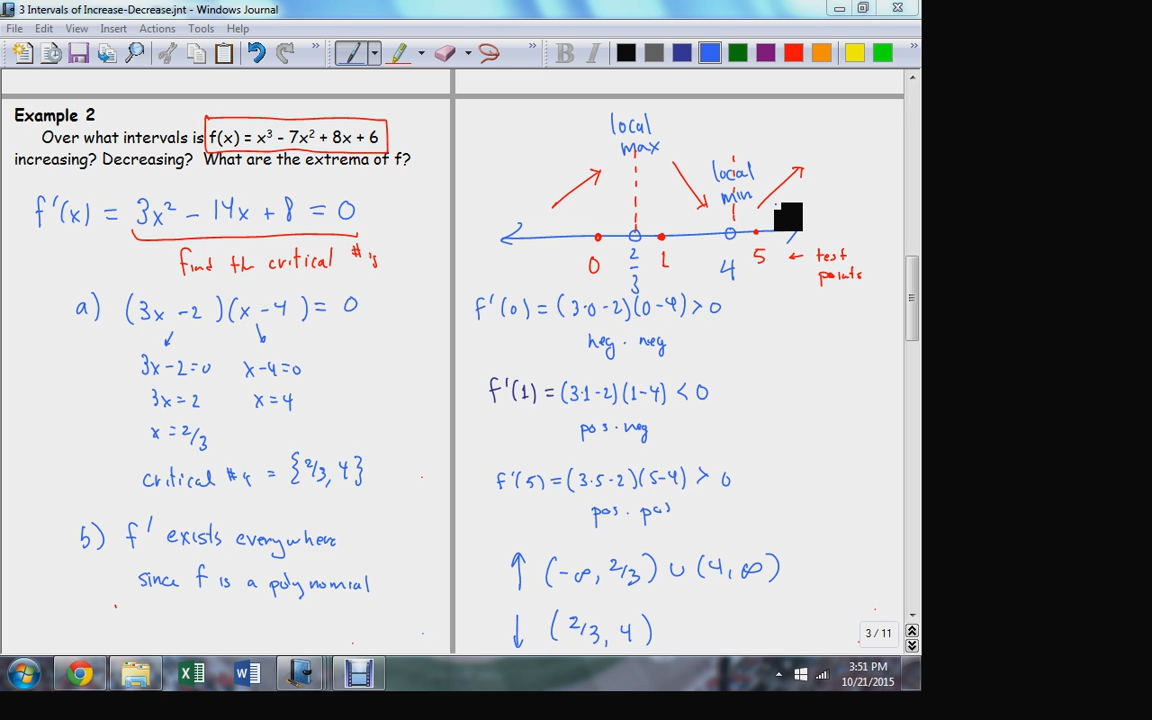 3 Intervals of Increase-Decrease.jnt - Windows Journal
File Edit View Insert Actions Tools Help
B I
Example 2
Over what intervals is f(x) = x³ - 7x² + 8x + 6
increasing? Decreasing? What are the extrema of f?
f'(x) = 3x² - 14x + 8 = 0
find the critical #'s
a) (3x - 2)(x - 4) = 0
3x - 2 = 0 x - 4 = 0
3x = 2 x = 4
x = 2/3
critical #'s = {2/3, 4}
b) f' exists everywhere
since f is a polynomial
local
max
local
min
0 2/3 1 4 5 ← test
points
f'(0) = (3·0-2)(0-4) > 0
neg · neg
f'(1) = (3·1-2)(1-4) < 0
pos · neg
f'(5) = (3·5-2)(5-4) > 0
pos · pos
↑ (-∞, 2/3) ∪ (4, ∞)
↓ (2/3, 4)
3 / 11
3:51 PM
10/21/2015